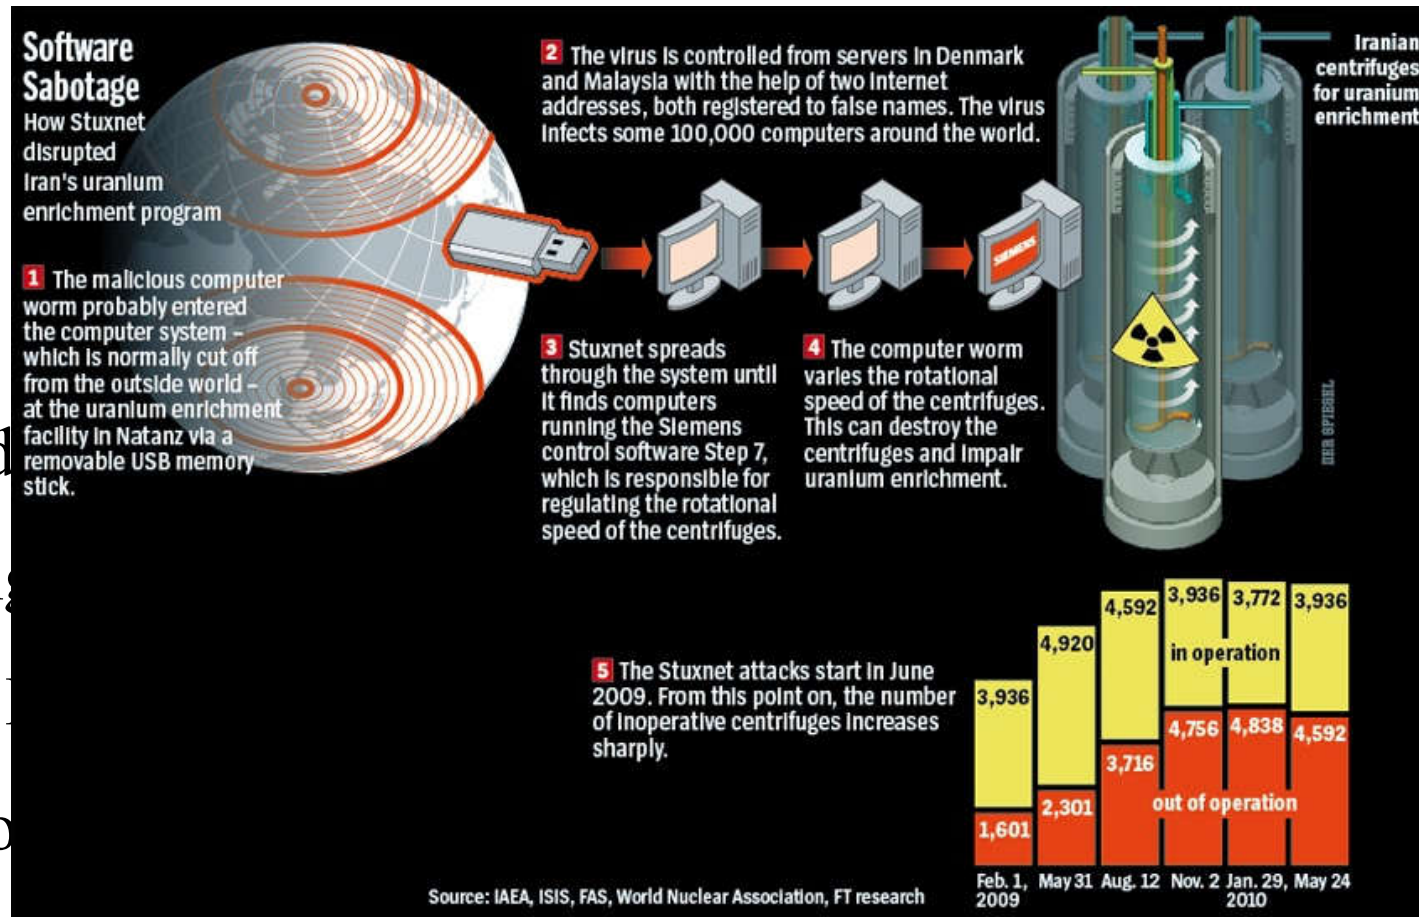 Software
Sabotage
How Stuxnet
disrupted
Iran's uranium
enrichment program
1 The malicious computer
worm probably entered
the computer system –
which is normally cut off
from the outside world –
at the uranium enrichment
facility in Natanz via a
removable USB memory
stick.
2 The virus is controlled from servers in Denmark
and Malaysia with the help of two Internet
addresses, both registered to false names. The virus
infects some 100,000 computers around the world.
Iranian
centrifuges
for uranium
enrichment
SIEMENS
3 Stuxnet spreads
through the system until
it finds computers
running the Siemens
control software Step 7,
which is responsible for
regulating the rotational
speed of the centrifuges.
4 The computer worm
varies the rotational
speed of the centrifuges.
This can destroy the
centrifuges and impair
uranium enrichment.
DER SPIEGEL
5 The Stuxnet attacks start in June
2009. From this point on, the number
of inoperative centrifuges increases
sharply.
3,936 4,920 4,592 3,936 3,772 3,936
in operation
1,601 2,301 3,716 4,756 4,838 4,592
out of operation
Feb. 1, May 31 Aug. 12 Nov. 2 Jan. 29, May 24
2009 2010
Source: IAEA, ISIS, FAS, World Nuclear Association, FT research